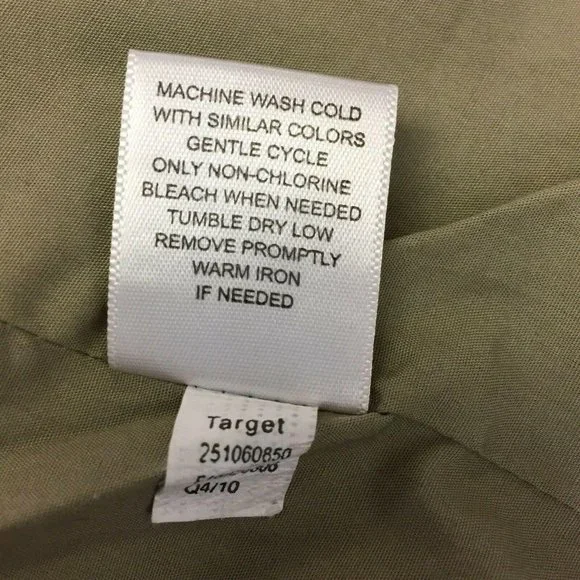 MACHINE WASH COLD
WITH SIMILAR COLORS
GENTLE CYCLE
ONLY NON-CHLORINE
BLEACH WHEN NEEDED
TUMBLE DRY LOW
REMOVE PROMPTLY
WARM IRON
IF NEEDED
Target
251060850
Q4/10